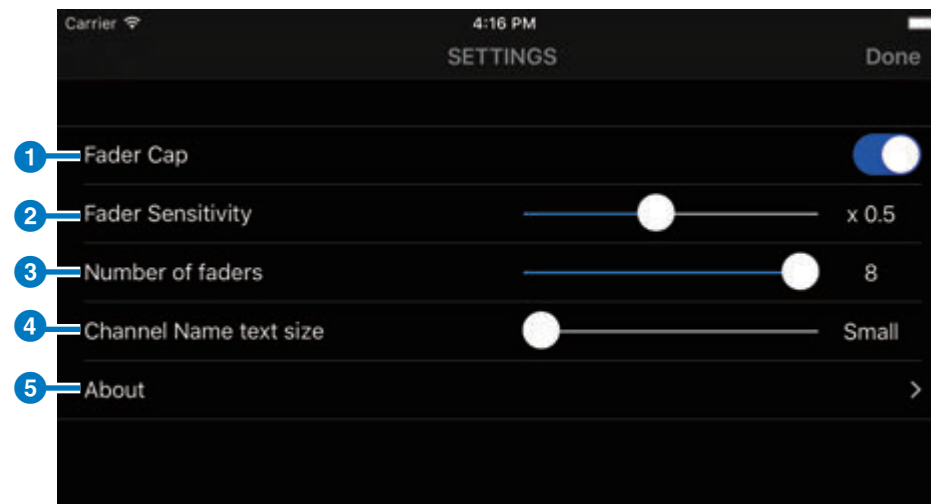 Carrier 4:16 PM
SETTINGS Done
1 Fader Cap
2 Fader Sensitivity x 0.5
3 Number of faders 8
4 Channel Name text size Small
5 About >